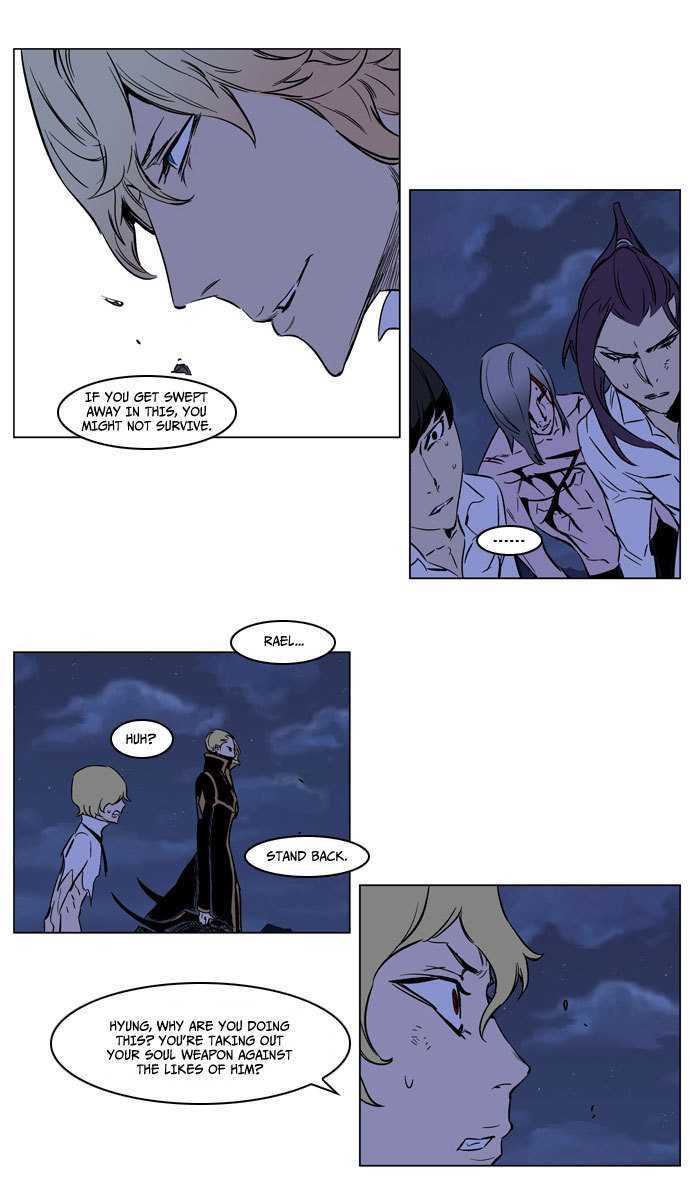 IF YOU GET SWEPT
AWAY IN THIS, YOU
MIGHT NOT SURVIVE.
------
RAEL...
HUH?
STAND BACK.
HYUNG, WHY ARE YOU DOING
THIS? YOU'RE TAKING OUT
YOUR SOUL WEAPON AGAINST
THE LIKES OF HIM?